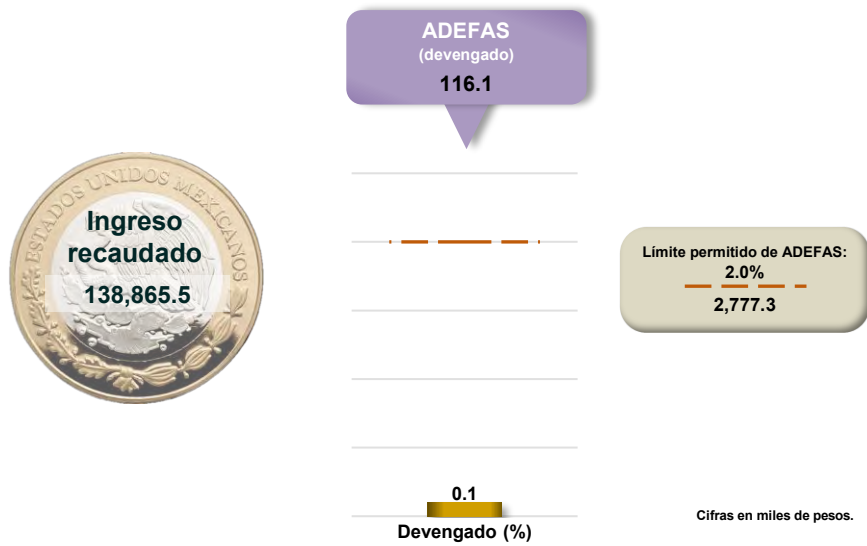 ADEFAS
(devengado)
116.1
ESTADOS UNIDOS MEXICANOS
Ingreso
recaudado
138,865.5
Límite permitido de ADEFAS:
2.0%
2,777.3
0.1
Devengado (%)
Cifras en miles de pesos.